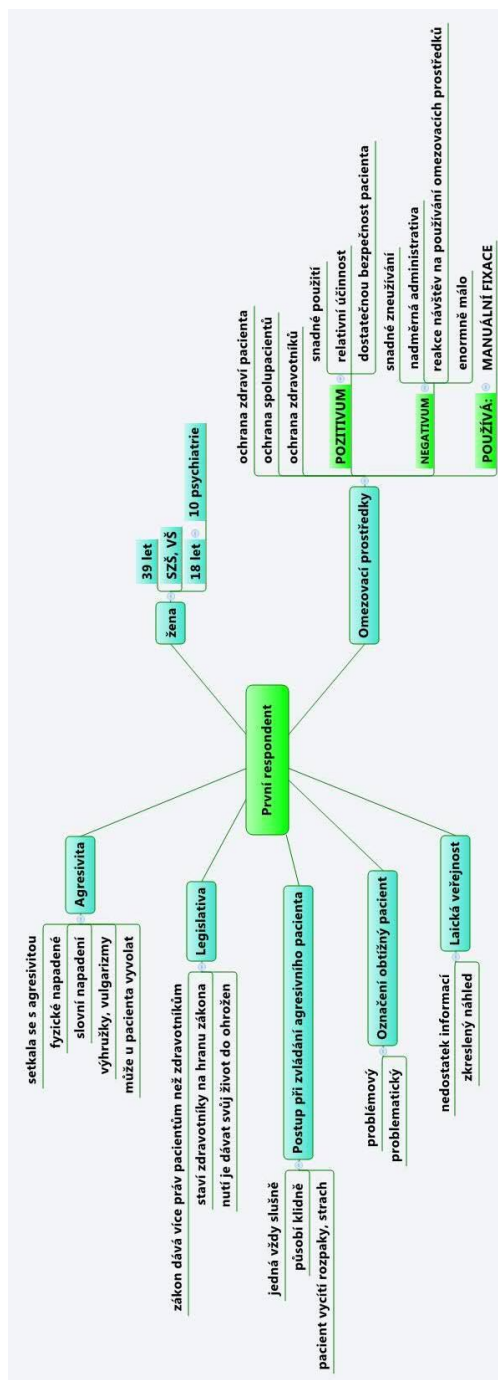 První respondent
žena
39 let
SZŠ, VŠ
18 let
10 psychiatrie
Omezovací prostředky
ochrana zdraví pacienta
ochrana spolupacientů
ochrana zdravotníků
POZITIVUM
snadné použití
relativní účinnost
dostatečnou bezpečnost pacienta
NEGATIVUM
snadné zneužívání
nadměrná administrativa
reakce návštěv na používání omezovacích prostředků
enormně málo
POUŽÍVÁ:
MANUÁLNÍ FIXACE
Agresivita
setkala se s agresivitou
fyzické napadené
slovní napadení
výhružky, vulgarizmy
může u pacienta vyvolat
Legislativa
zákon dává více práv pacientům než zdravotníkům
staví zdravotníky na hranu zákona
nutí je dávat svůj život do ohrožen
Postup při zvládání agresivního pacienta
jedná vždy slušně
působí klidně
pacient vycítí rozpaky, strach
Označení obtížný pacient
problémový
problematický
Laická veřejnost
nedostatek informací
zkreslený náhled